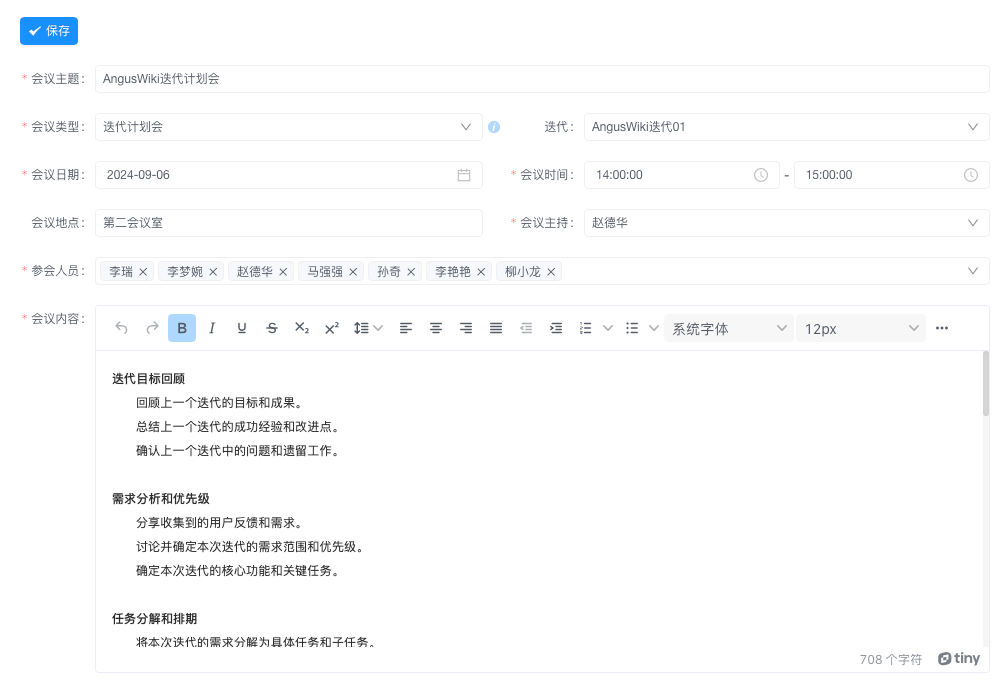 保存
* 会议主题: AngusWiki迭代计划会
* 会议类型: 迭代计划会 迭代: AngusWiki迭代01
* 会议日期: 2024-09-06 * 会议时间: 14:00:00 - 15:00:00
会议地点: 第二会议室 * 会议主持: 赵德华
* 参会人员: 李瑞 李梦婉 赵德华 马强强 孙奇 李艳艳 柳小龙
* 会议内容: B I U S X₂ X² 系统字体 12px
迭代目标回顾
回顾上一个迭代的目标和成果。
总结上一个迭代的成功经验和改进点。
确认上一个迭代中的问题和遗留工作。
需求分析和优先级
分享收集到的用户反馈和需求。
讨论并确定本次迭代的需求范围和优先级。
确定本次迭代的核心功能和关键任务。
任务分解和排期
将本次迭代的需求分解为具体任务和子任务。
708 个字符 tiny